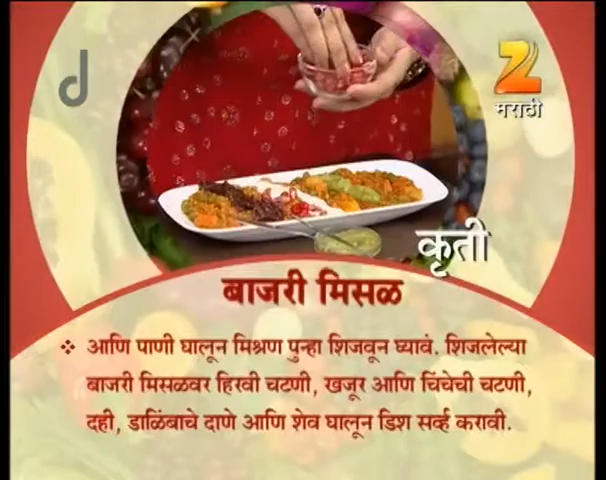 मराठी
कृती
बाजरी मिसळ
आणि पाणी घालून मिश्रण पुन्हा शिजवून घ्यावं. शिजलेल्या
बाजरी मिसळवर हिरवी चटणी, खजूर आणि चिंचेची चटणी,
दही, डाळिंबाचे दाणे आणि शेव घालून डिश सर्व्ह करावी.